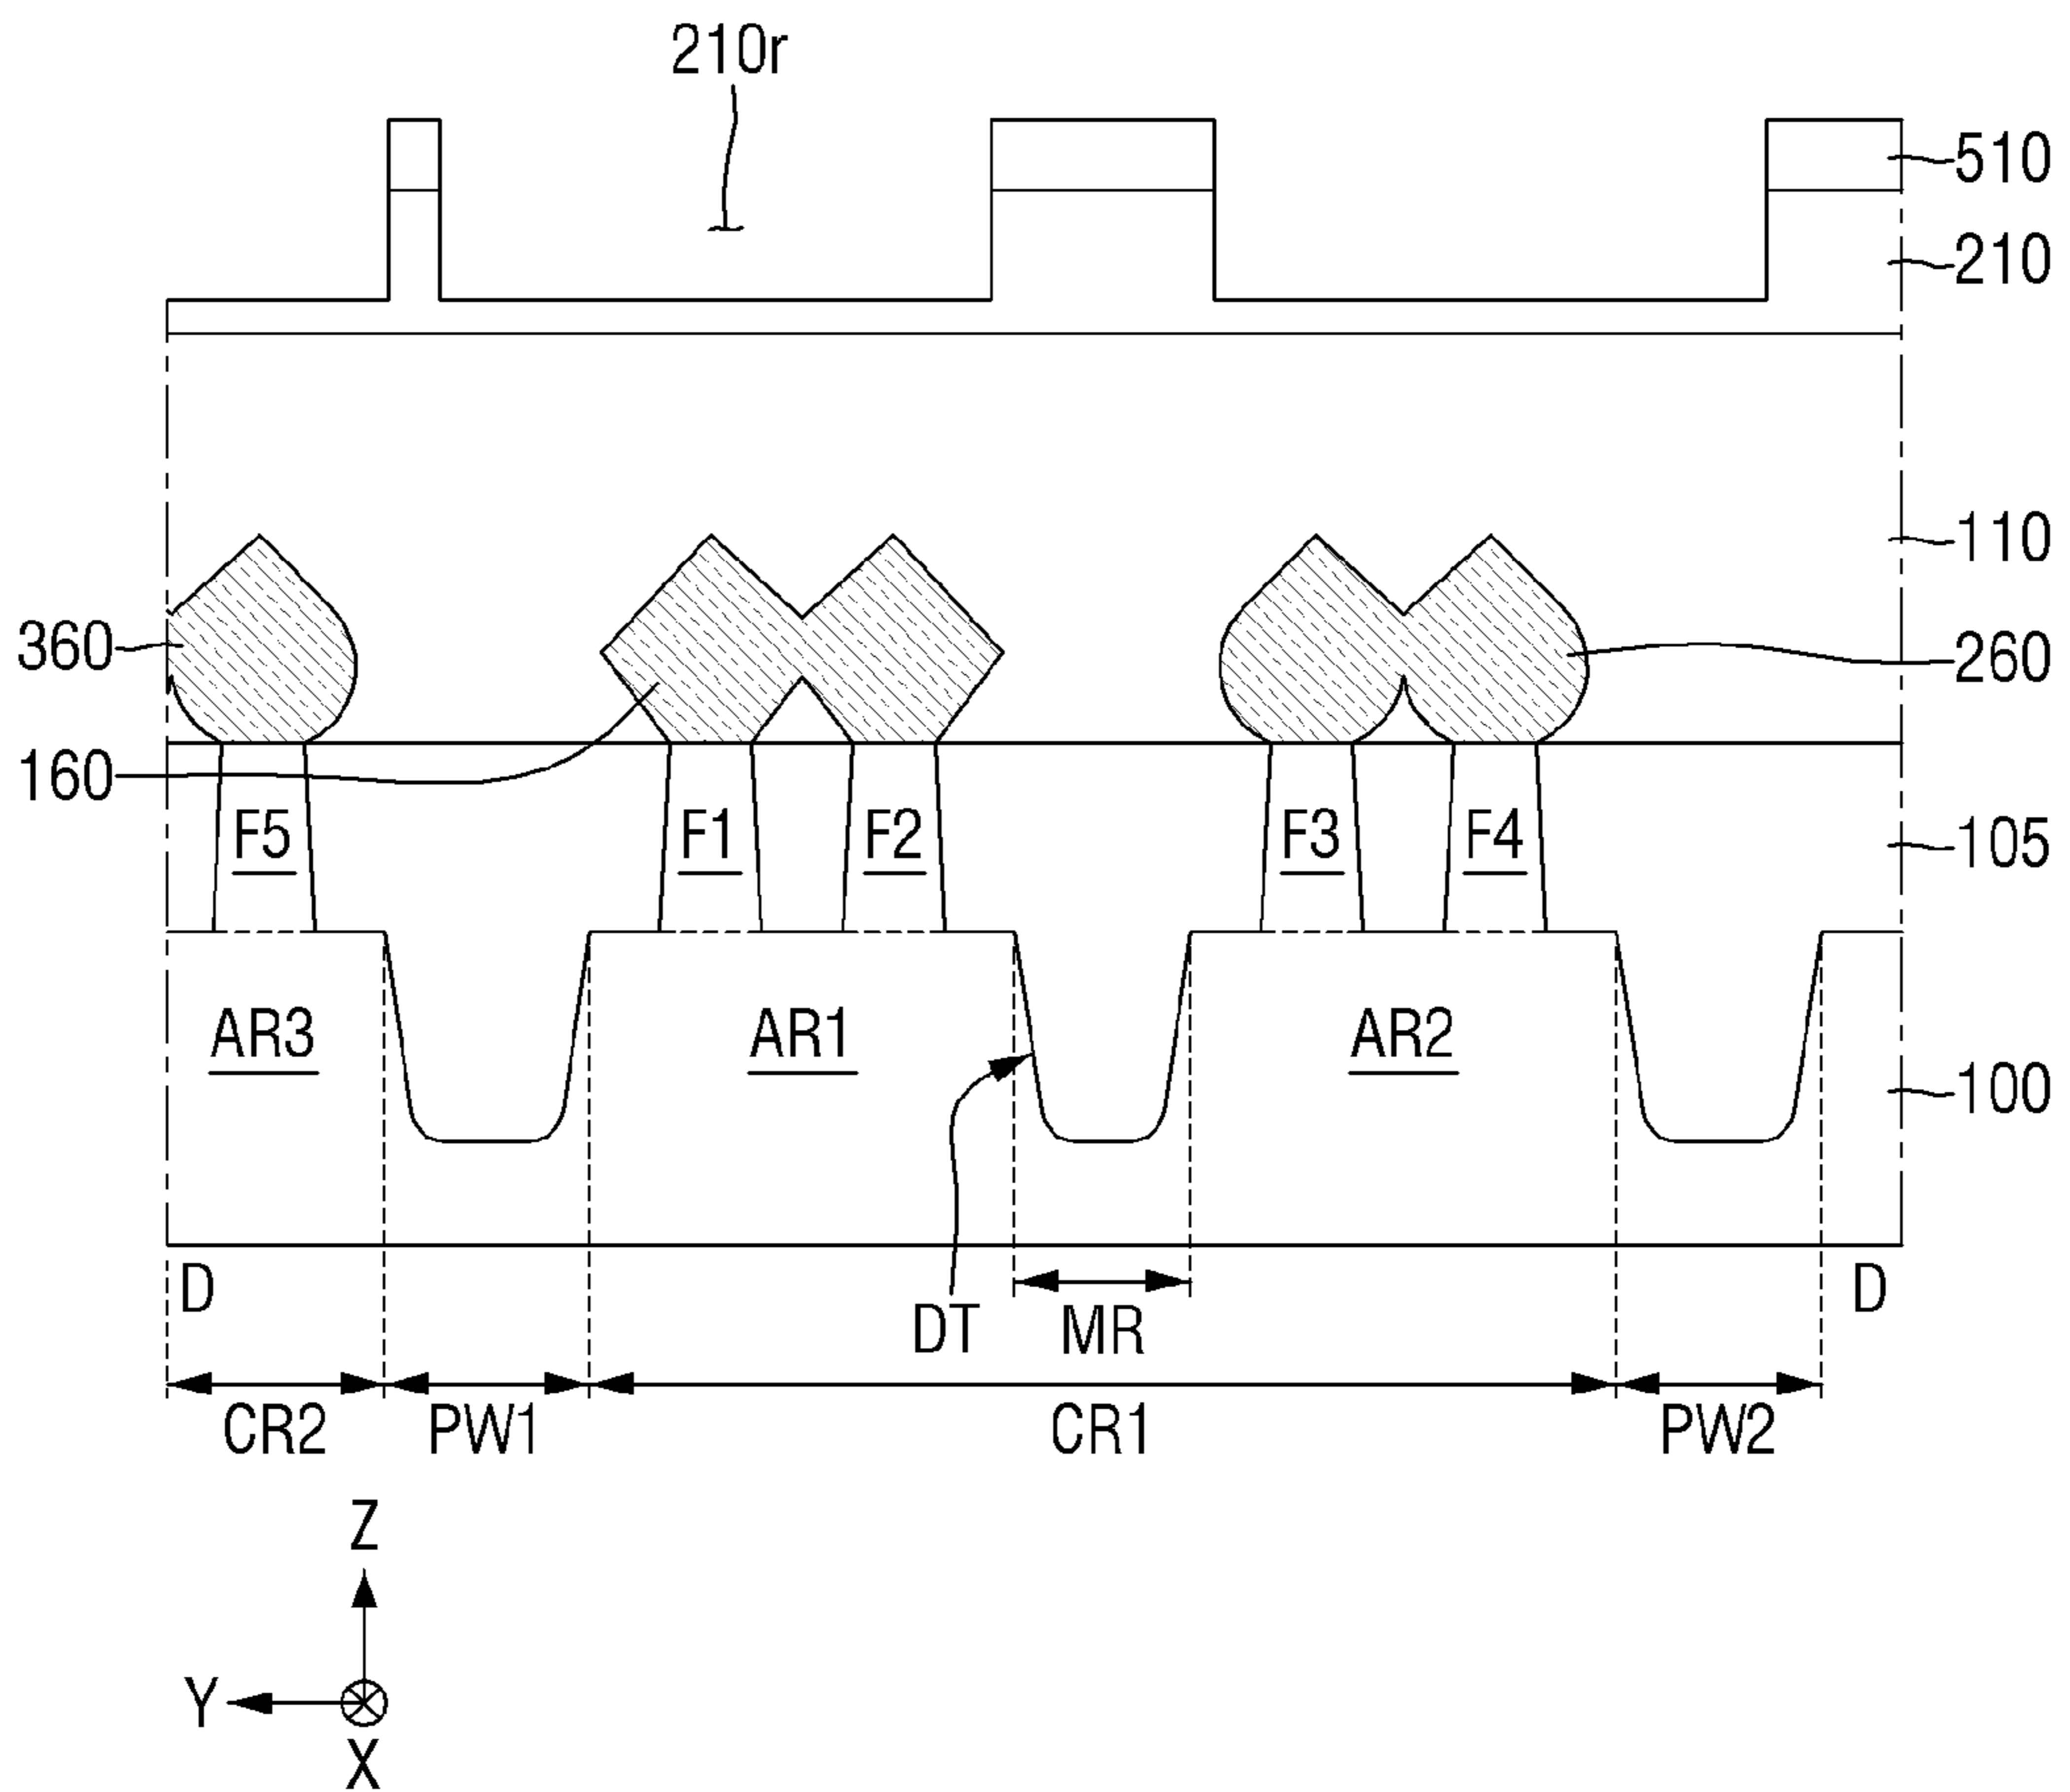 210r
510
210
110
360
260
160
F5 F1 F2 F3 F4
105
AR3 AR1 AR2
100
D D
DT MR
CR2 PW1 CR1 PW2
Z
Y
X